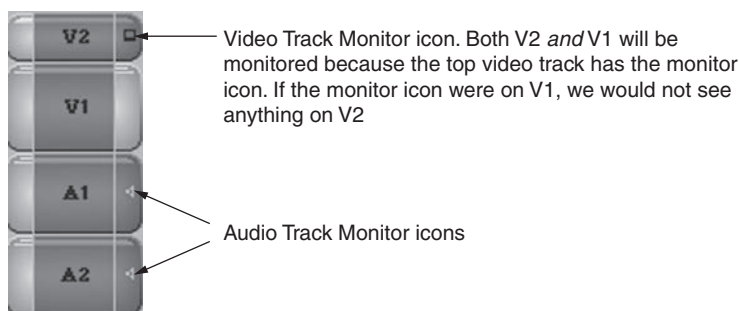 V2
Video Track Monitor icon. Both V2 and V1 will be
monitored because the top video track has the monitor
icon. If the monitor icon were on V1, we would not see
anything on V2
V1
A1
Audio Track Monitor icons
A2